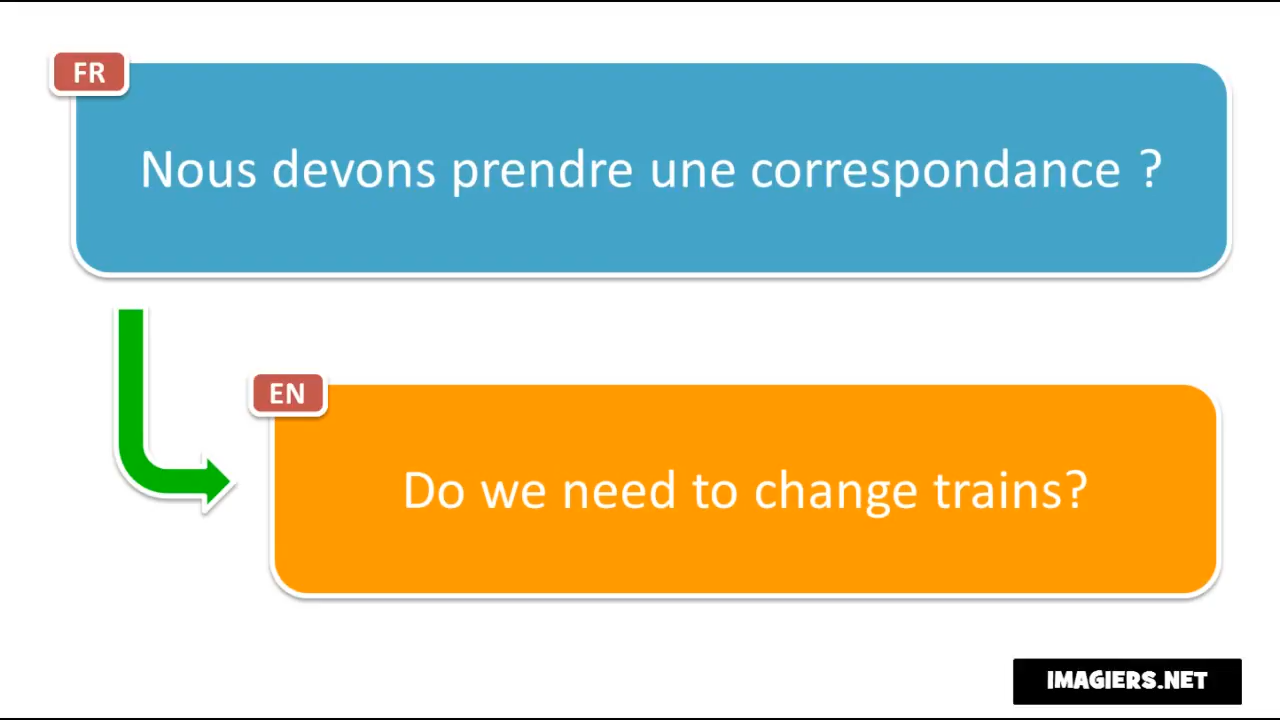 FR
Nous devons prendre une correspondance ?
EN
Do we need to change trains?
IMAGIERS.NET